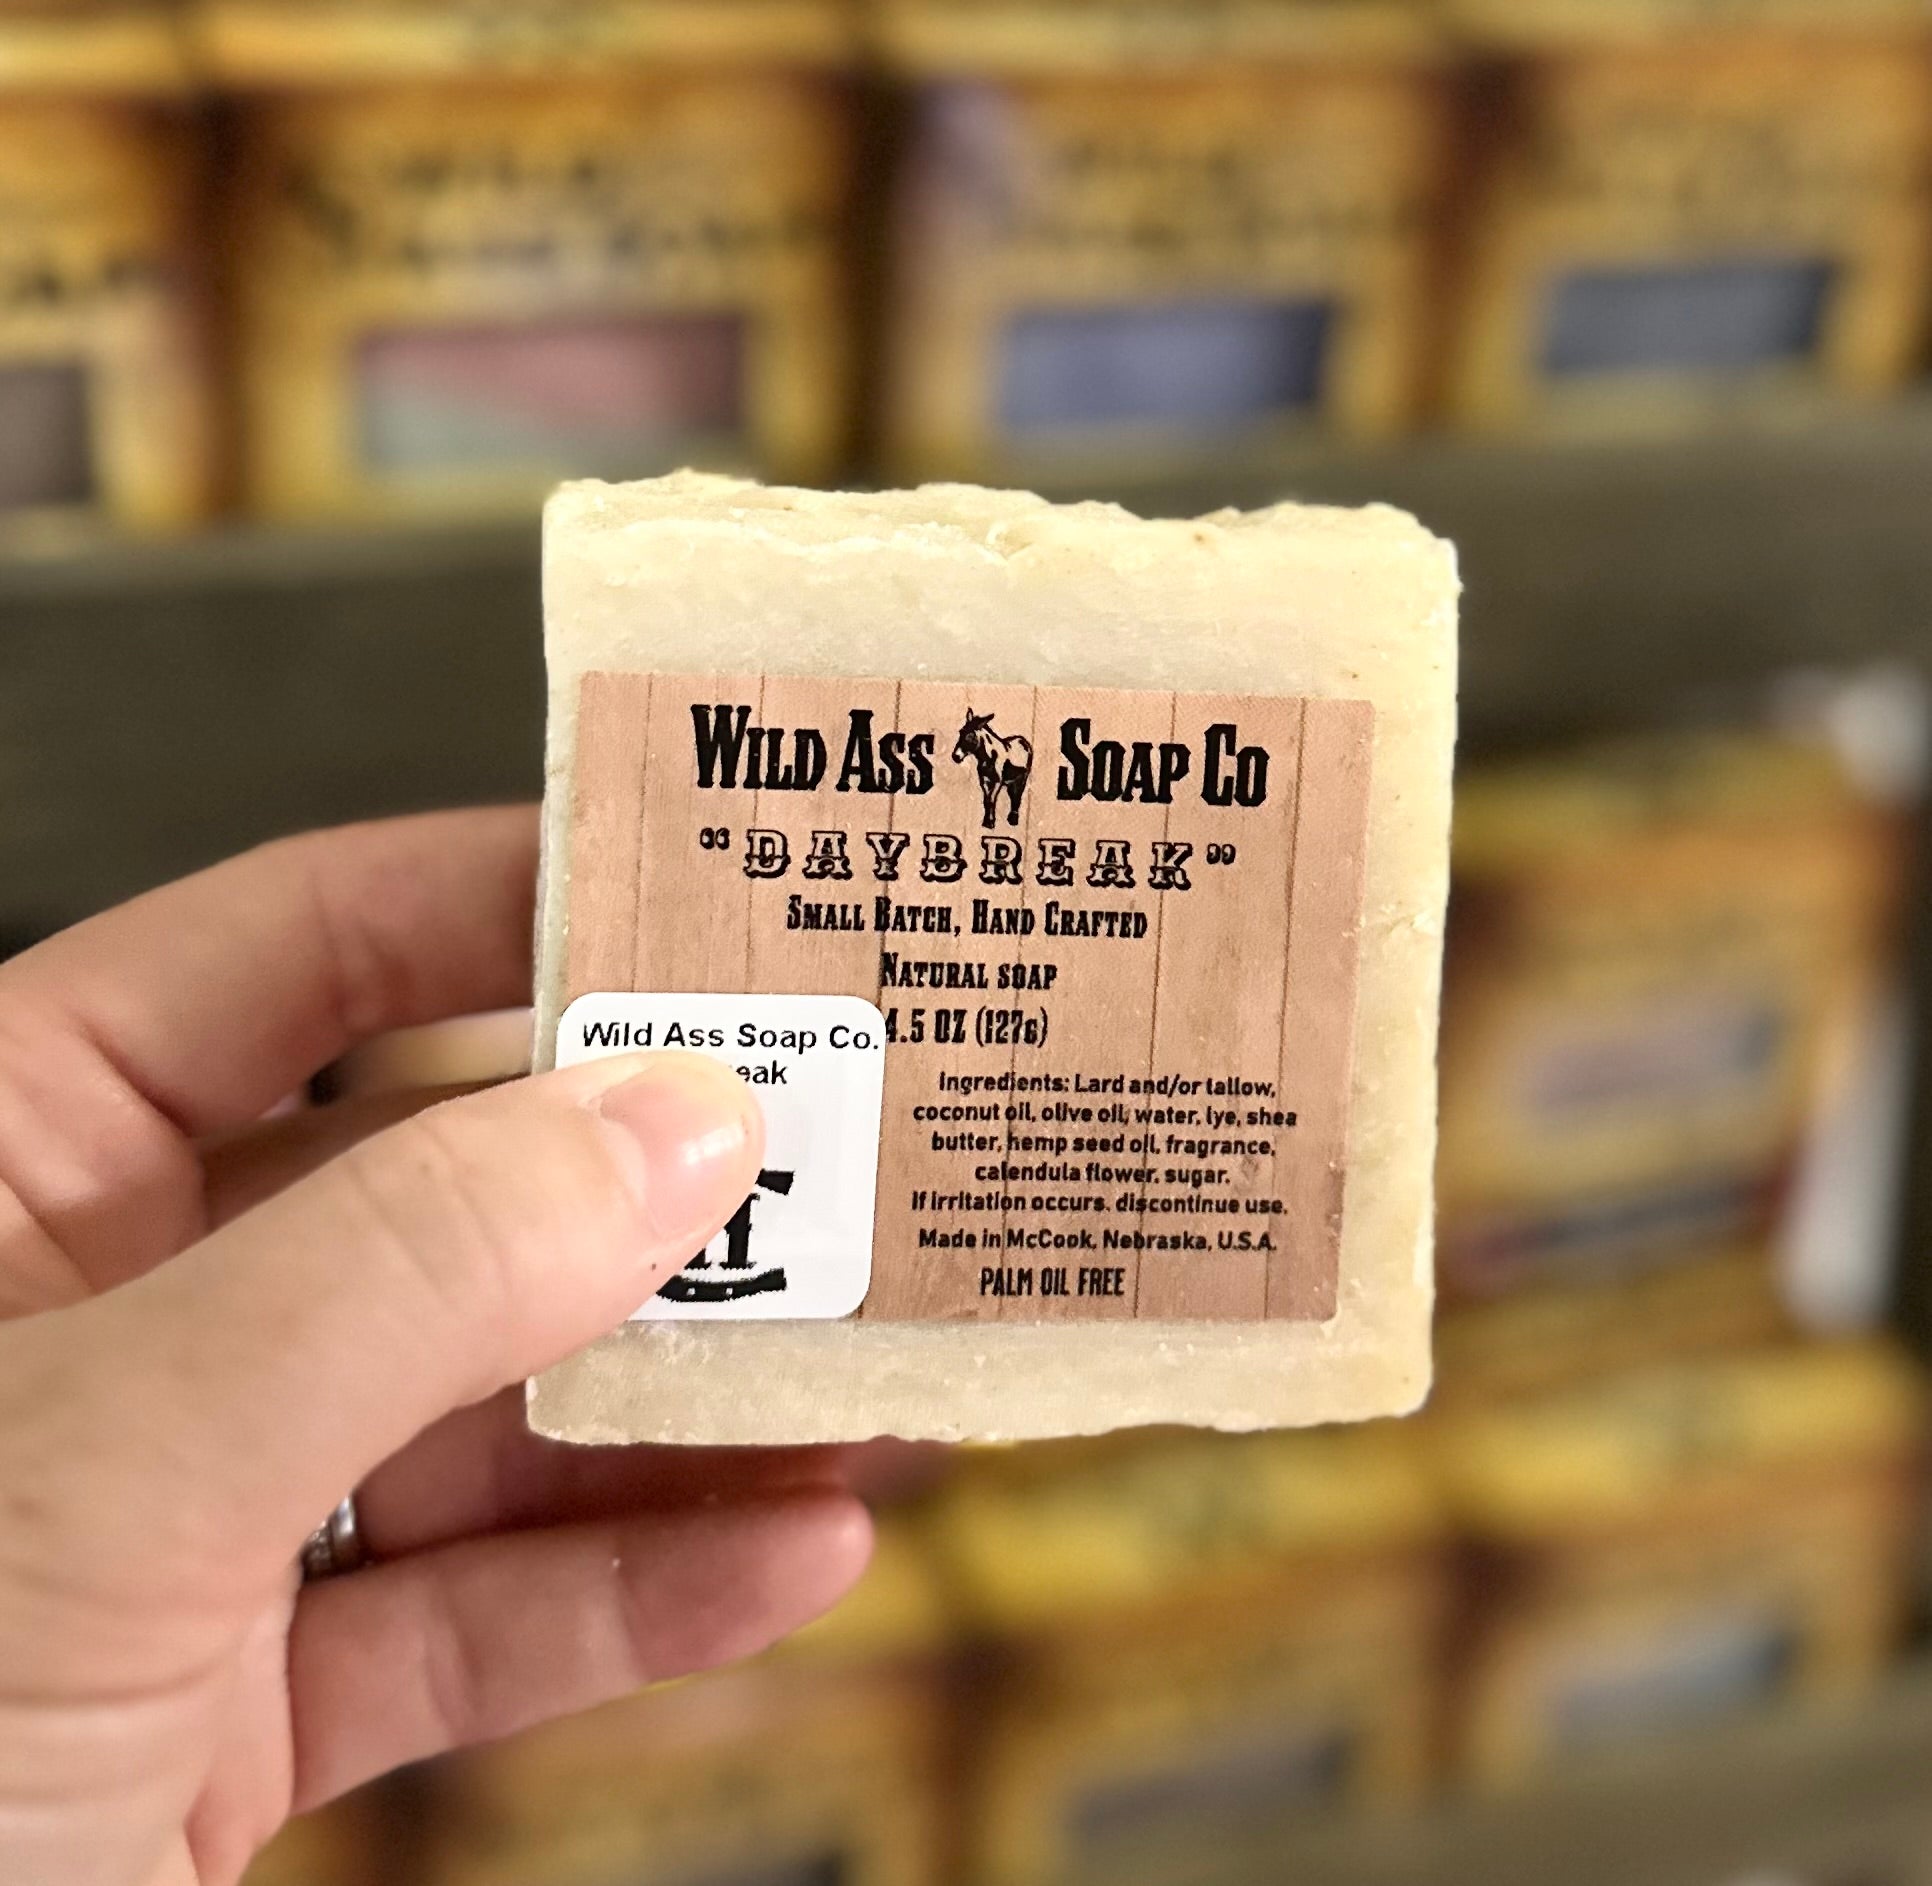 Wild Ass Soap Co
"DAYBREAK"
Small Batch, Hand Crafted
Natural soap
4.5 OZ (127g)
Wild Ass Soap Co.
Ingredients: Lard and/or tallow,
coconut oil, olive oil, water, lye, shea
butter, hemp seed oil, fragrance,
calendula flower, sugar.
If irritation occurs, discontinue use.
Made in McCook, Nebraska, U.S.A.
PALM OIL FREE